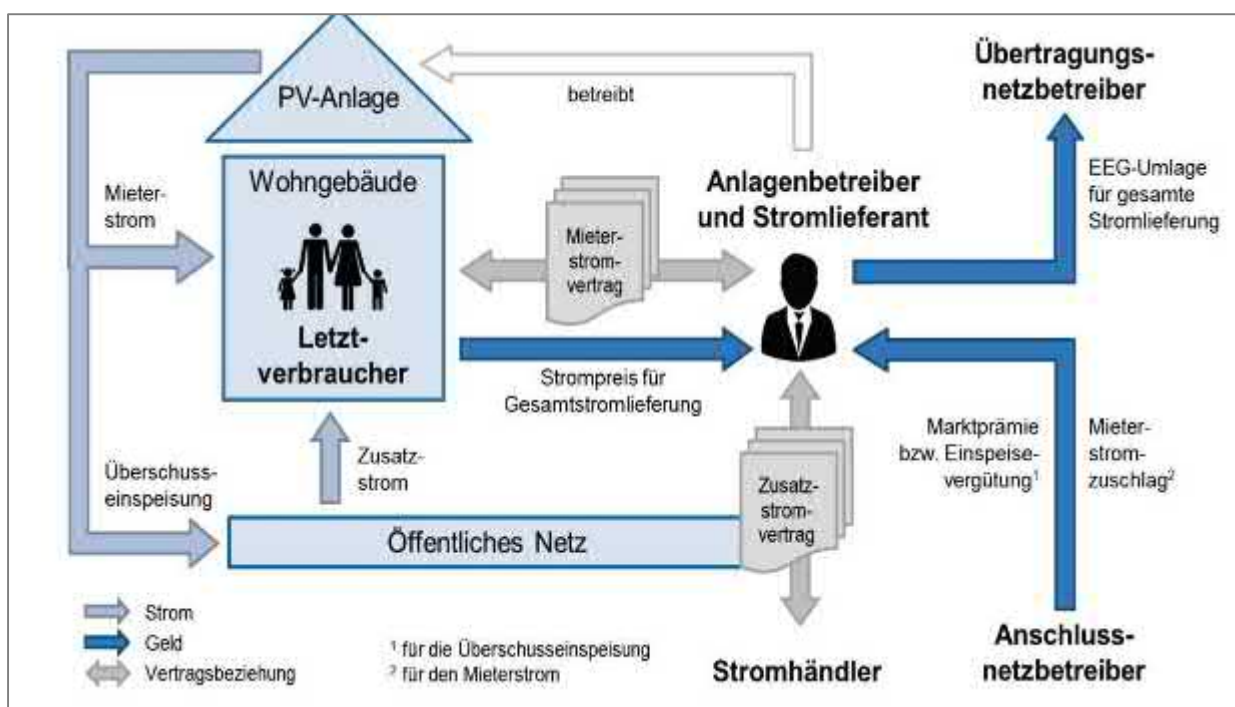 PV-Anlage
betreibt
Übertragungs-
netzbetreiber
Mieter-
strom
Wohngebäude
Letzt-
verbraucher
Mieter-
strom-
vertrag
Anlagenbetreiber
und Stromlieferant
EEG-Umlage
für gesamte
Stromlieferung
Strompreis für
Gesamtstromlieferung
Überschuss-
einspeisung
Zusatz-
strom
Öffentliches Netz
Zusatz-
strom-
vertrag
Marktprämie
bzw. Einspeise-
vergütung¹
Mieter-
strom-
zuschlag²
Strom
Geld
Vertragsbeziehung
¹ für die Überschusseinspeisung
² für den Mieterstrom
Stromhändler
Anschluss-
netzbetreiber